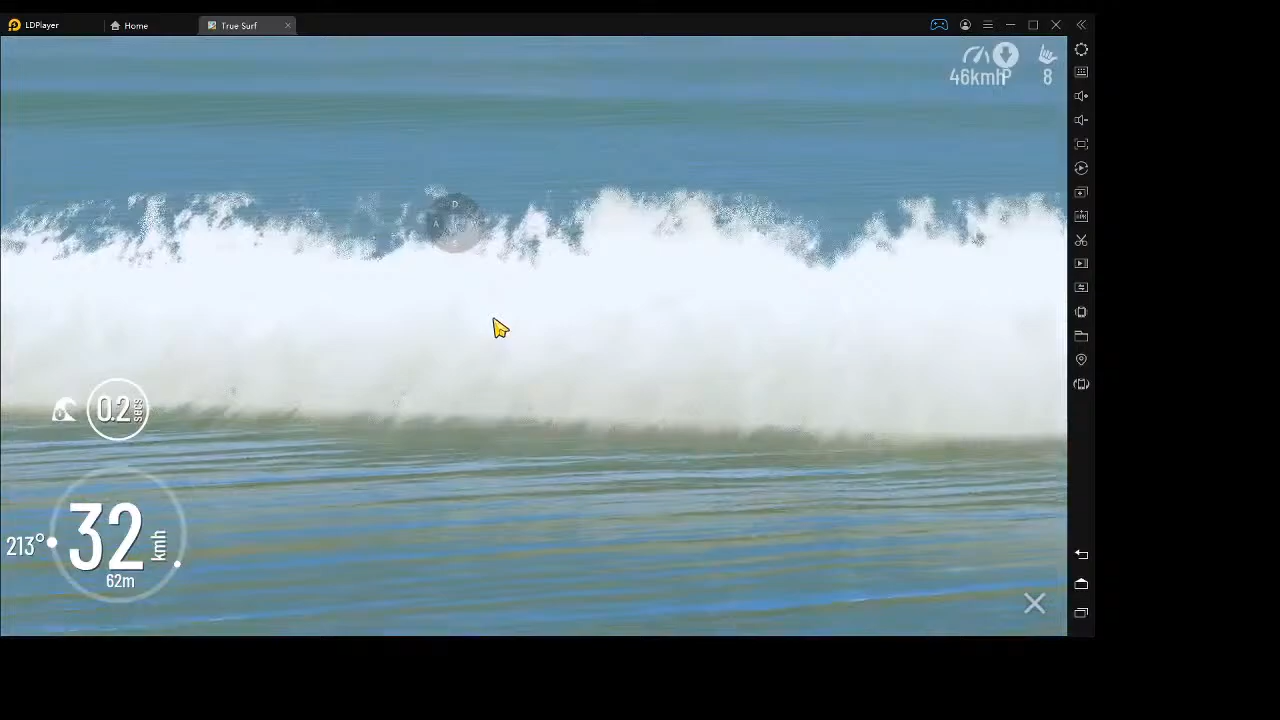 LDPlayer
Home
True Surf
46kmh
P
8
D
A
0.2 secs
213°
32 kmh
62m